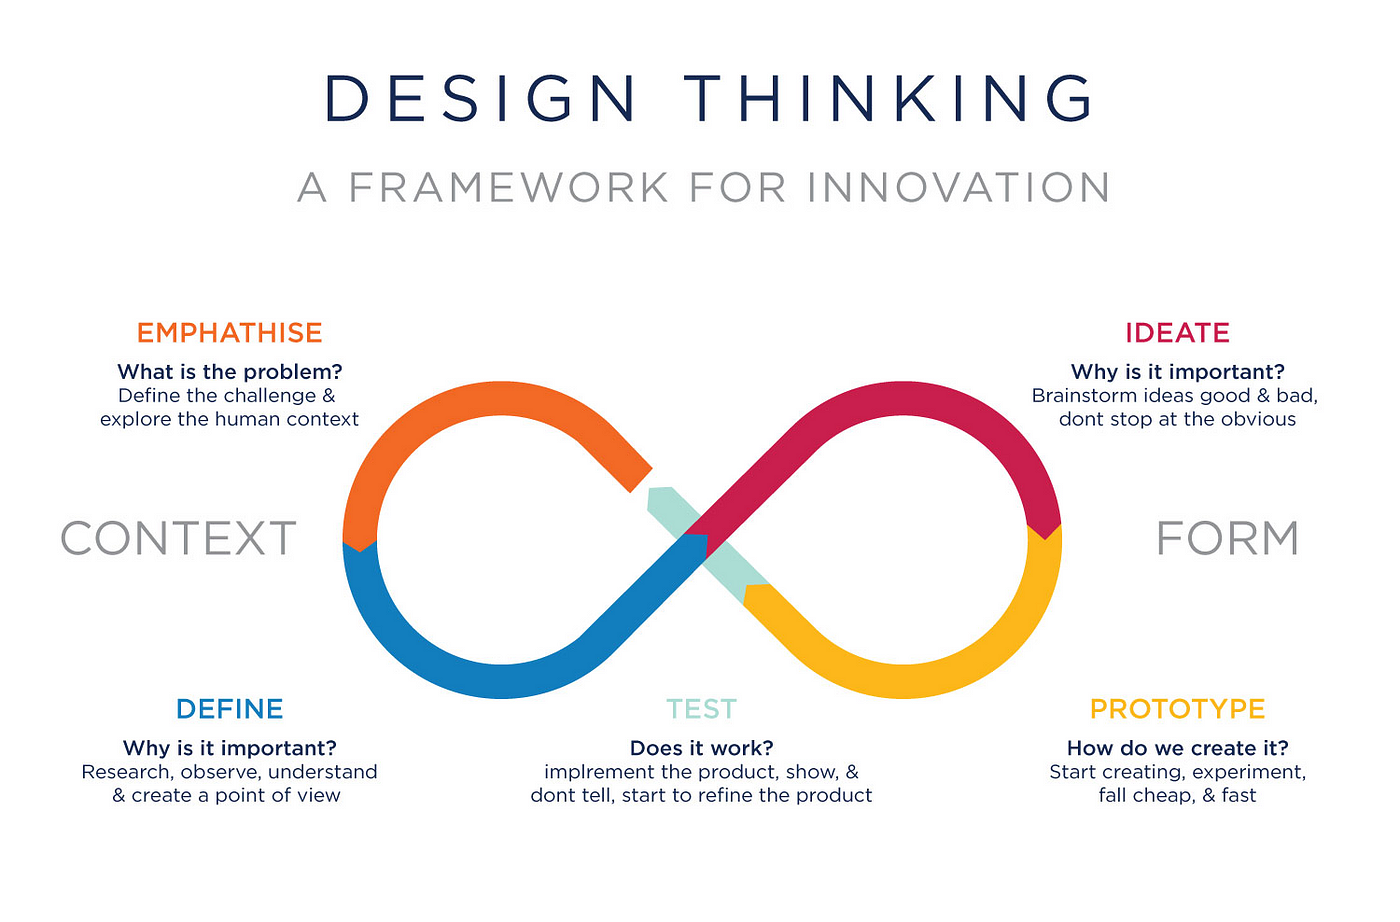 DESIGN THINKING
A FRAMEWORK FOR INNOVATION
EMPHATHISE
What is the problem?
Define the challenge &
explore the human context
IDEATE
Why is it important?
Brainstorm ideas good & bad,
dont stop at the obvious
CONTEXT
FORM
DEFINE
Why is it important?
Research, observe, understand
& create a point of view
TEST
Does it work?
implrement the product, show, &
dont tell, start to refine the product
PROTOTYPE
How do we create it?
Start creating, experiment,
fall cheap, & fast